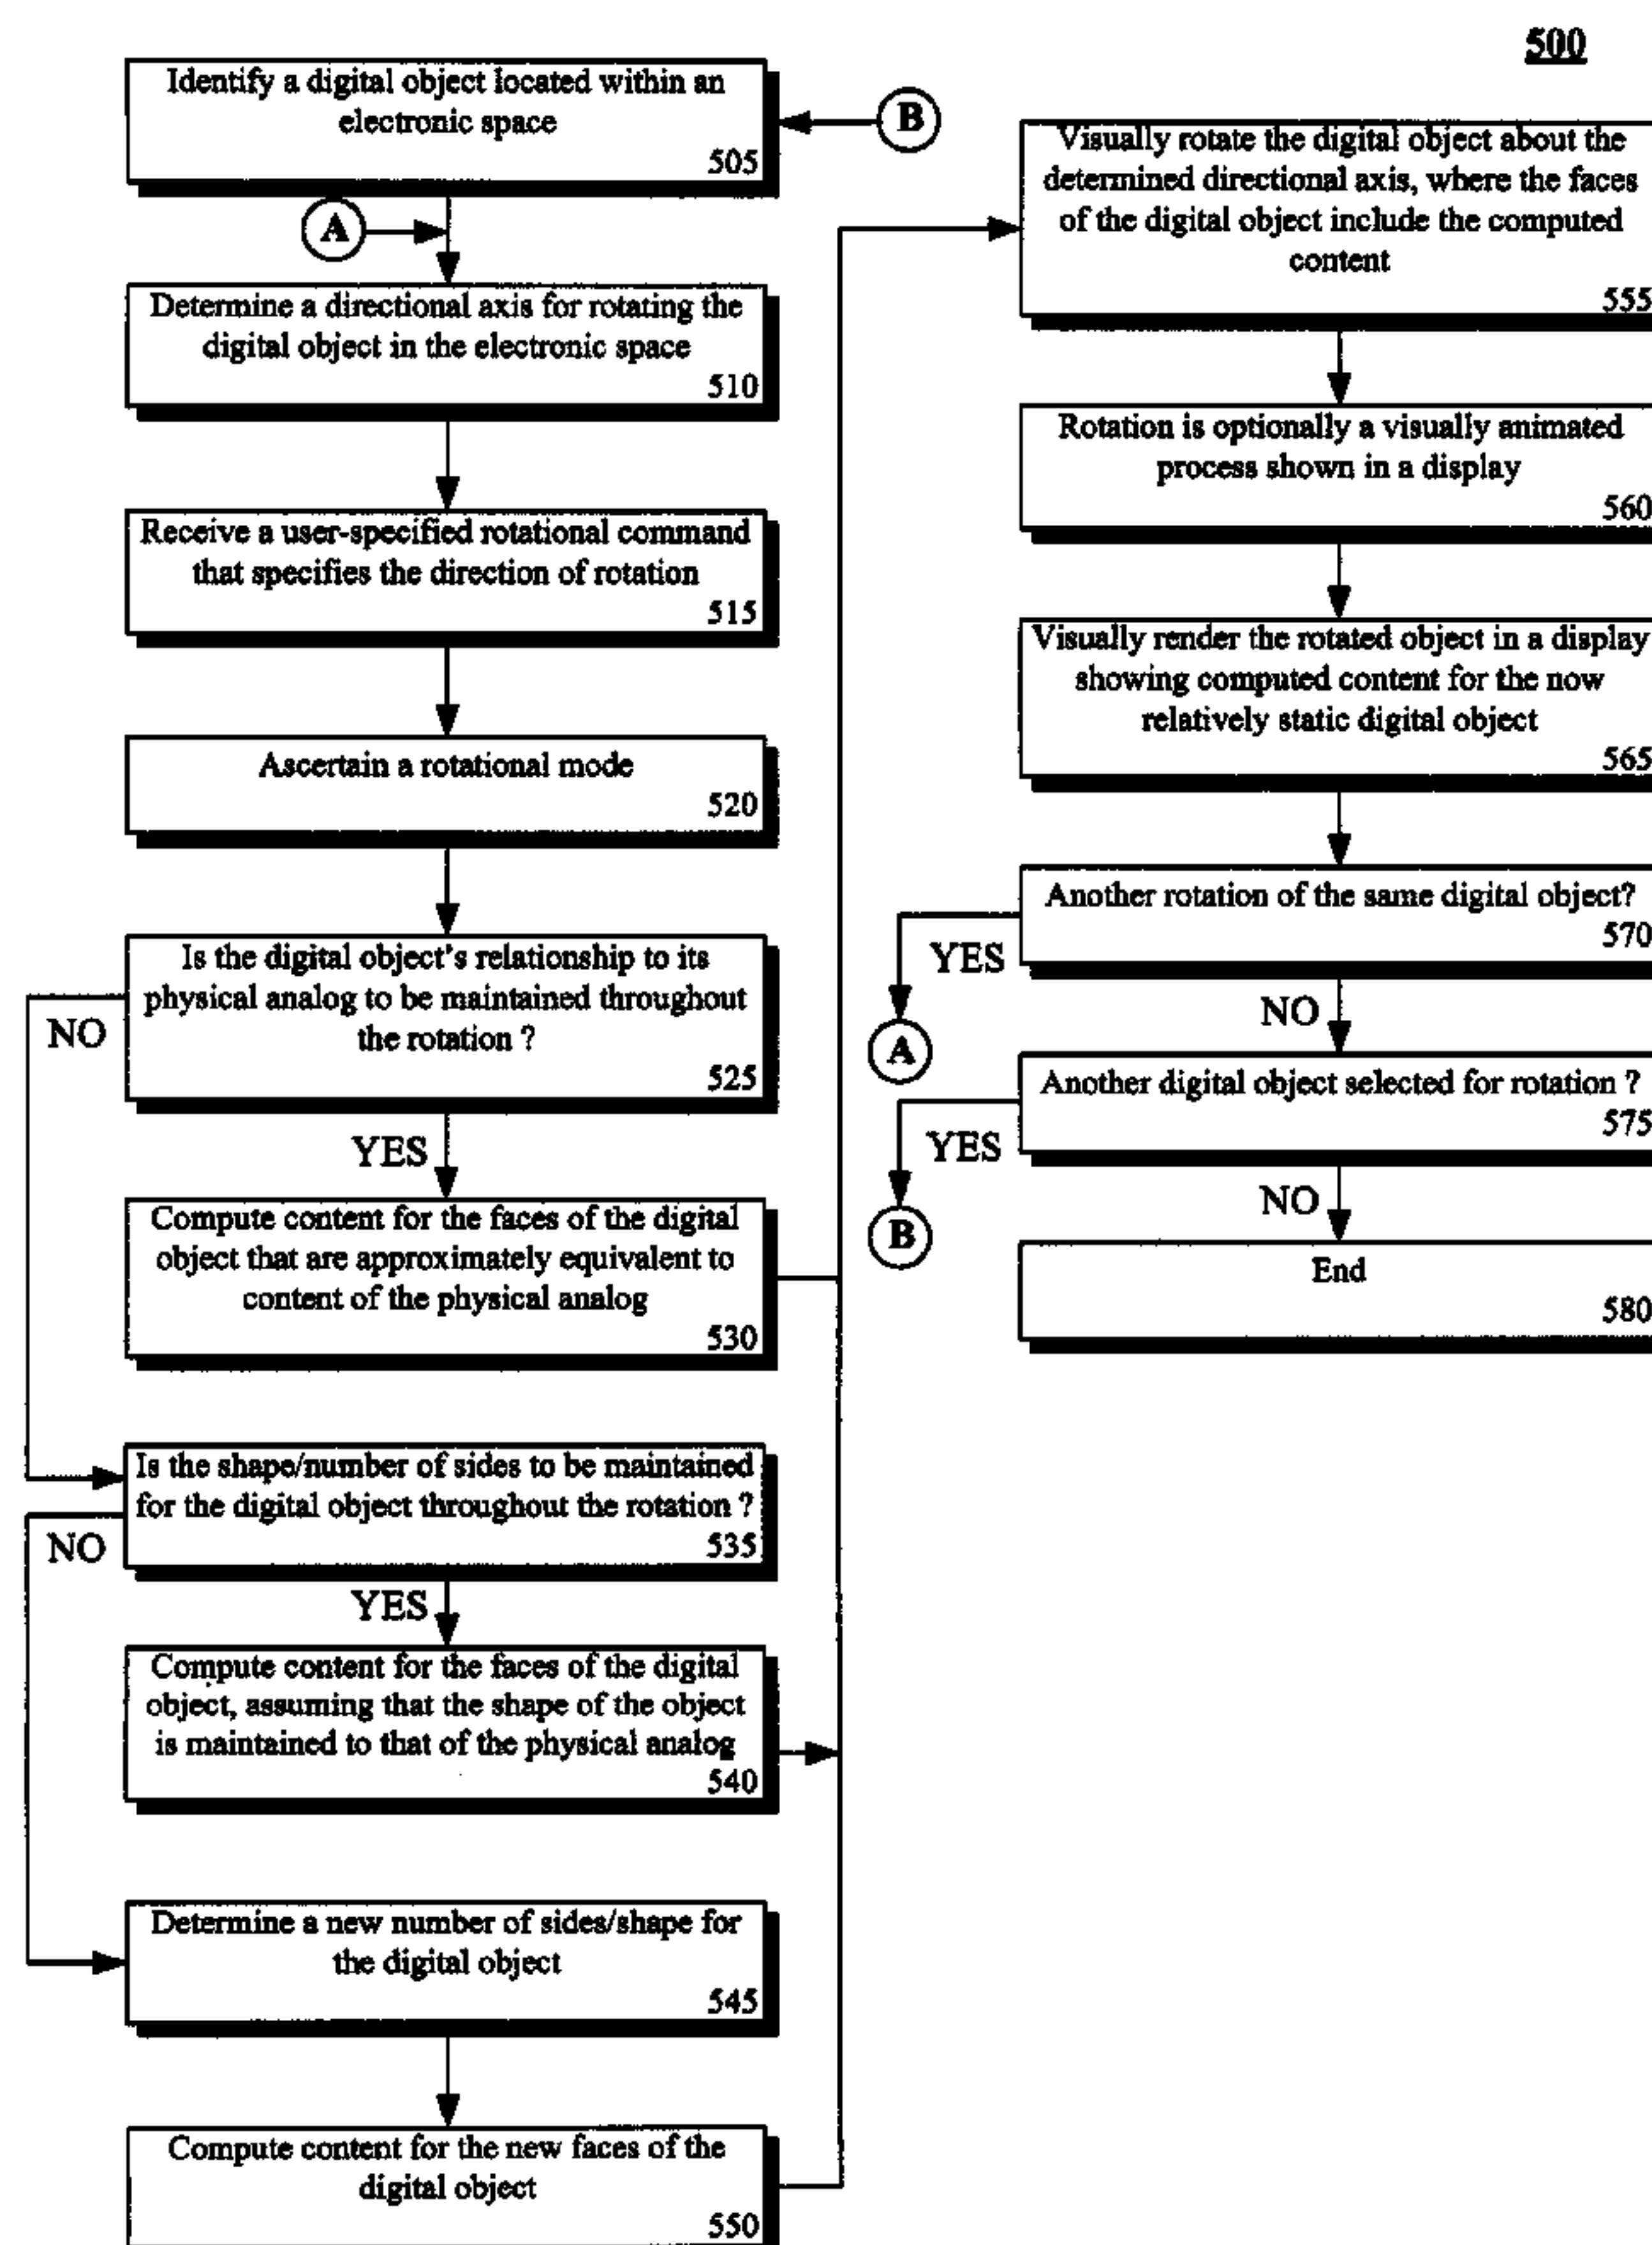 500
Identify a digital object located within an
electronic space
505
B
A
Determine a directional axis for rotating the
digital object in the electronic space
510
Receive a user-specified rotational command
that specifies the direction of rotation
515
Ascertain a rotational mode
520
Is the digital object's relationship to its
physical analog to be maintained throughout
the rotation ?
525
NO
YES
Compute content for the faces of the digital
object that are approximately equivalent to
content of the physical analog
530
Is the shape/number of sides to be maintained
for the digital object throughout the rotation ?
535
NO
YES
Compute content for the faces of the digital
object, assuming that the shape of the object
is maintained to that of the physical analog
540
Determine a new number of sides/shape for
the digital object
545
Compute content for the new faces of the
digital object
550
Visually rotate the digital object about the
determined directional axis, where the faces
of the digital object include the computed
content
555
Rotation is optionally a visually animated
process shown in a display
560
Visually render the rotated object in a display
showing computed content for the now
relatively static digital object
565
Another rotation of the same digital object?
570
YES
A
NO
Another digital object selected for rotation ?
575
YES
B
NO
End
580